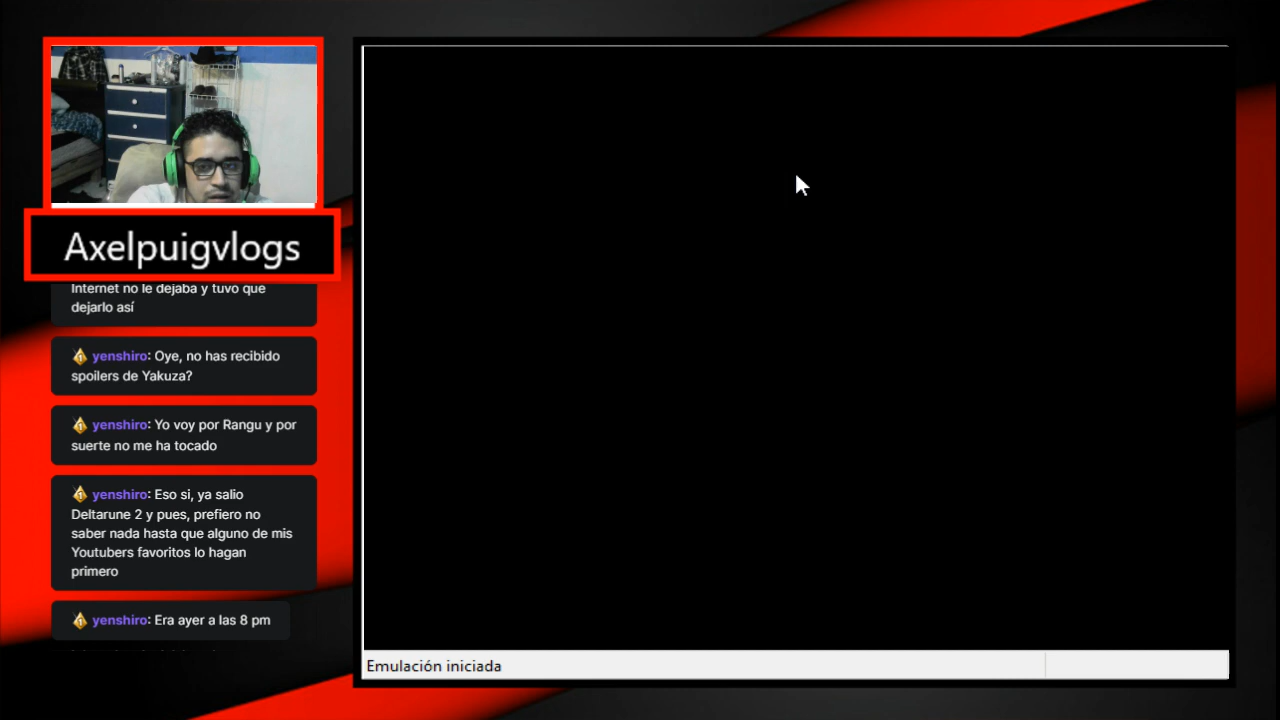 Axelpuigvlogs
Internet no le dejaba y tuvo que
dejarlo así
yenshiro: Oye, no has recibido
spoilers de Yakuza?
yenshiro: Yo voy por Rangu y por
suerte no me ha tocado
yenshiro: Eso si, ya salio
Deltarune 2 y pues, prefiero no
saber nada hasta que alguno de mis
Youtubers favoritos lo hagan
primero
yenshiro: Era ayer a las 8 pm
Emulación iniciada